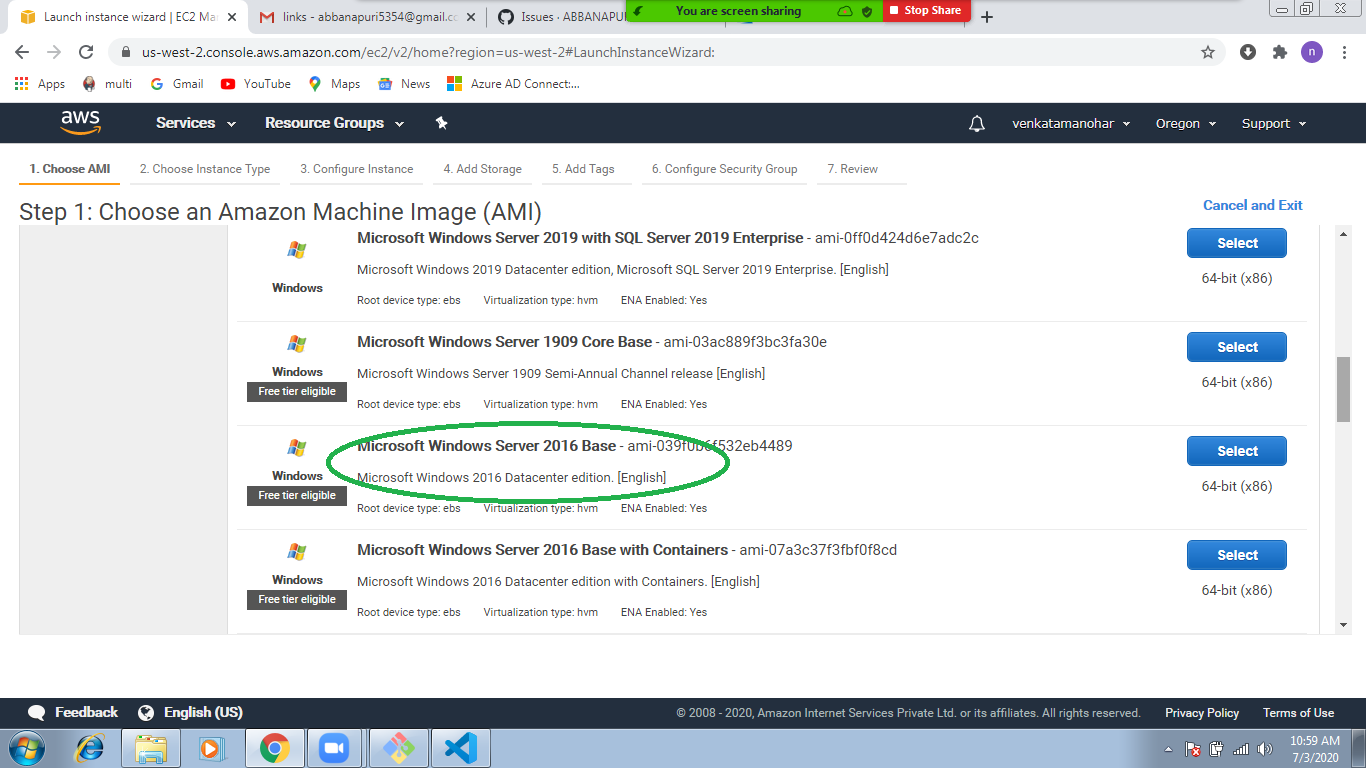 Launch instance wizard | EC2 Ma
links - abbanapuri5354@gmail.c
Issues · ABBANAPU
You are screen sharing
Stop Share
us-west-2.console.aws.amazon.com/ec2/v2/home?region=us-west-2#LaunchInstanceWizard:
n
Apps
multi
Gmail
YouTube
Maps
News
Azure AD Connect:...
aws
Services
Resource Groups
venkatamanohar
Oregon
Support
1. Choose AMI
2. Choose Instance Type
3. Configure Instance
4. Add Storage
5. Add Tags
6. Configure Security Group
7. Review
Step 1: Choose an Amazon Machine Image (AMI)
Cancel and Exit
Microsoft Windows Server 2019 with SQL Server 2019 Enterprise - ami-0ff0d424d6e7adc2c
Select
Windows
Microsoft Windows 2019 Datacenter edition, Microsoft SQL Server 2019 Enterprise. [English]
64-bit (x86)
Root device type: ebs Virtualization type: hvm ENA Enabled: Yes
Microsoft Windows Server 1909 Core Base - ami-03ac889f3bc3fa30e
Select
Windows
Free tier eligible
Microsoft Windows Server 1909 Semi-Annual Channel release [English]
64-bit (x86)
Root device type: ebs Virtualization type: hvm ENA Enabled: Yes
Microsoft Windows Server 2016 Base - ami-039f0b6f532eb4489
Select
Windows
Free tier eligible
Microsoft Windows 2016 Datacenter edition. [English]
64-bit (x86)
Root device type: ebs Virtualization type: hvm ENA Enabled: Yes
Microsoft Windows Server 2016 Base with Containers - ami-07a3c37f3fbf0f8cd
Select
Windows
Free tier eligible
Microsoft Windows 2016 Datacenter edition with Containers. [English]
64-bit (x86)
Root device type: ebs Virtualization type: hvm ENA Enabled: Yes
Feedback
English (US)
© 2008 - 2020, Amazon Internet Services Private Ltd. or its affiliates. All rights reserved.
Privacy Policy
Terms of Use
10:59 AM
7/3/2020